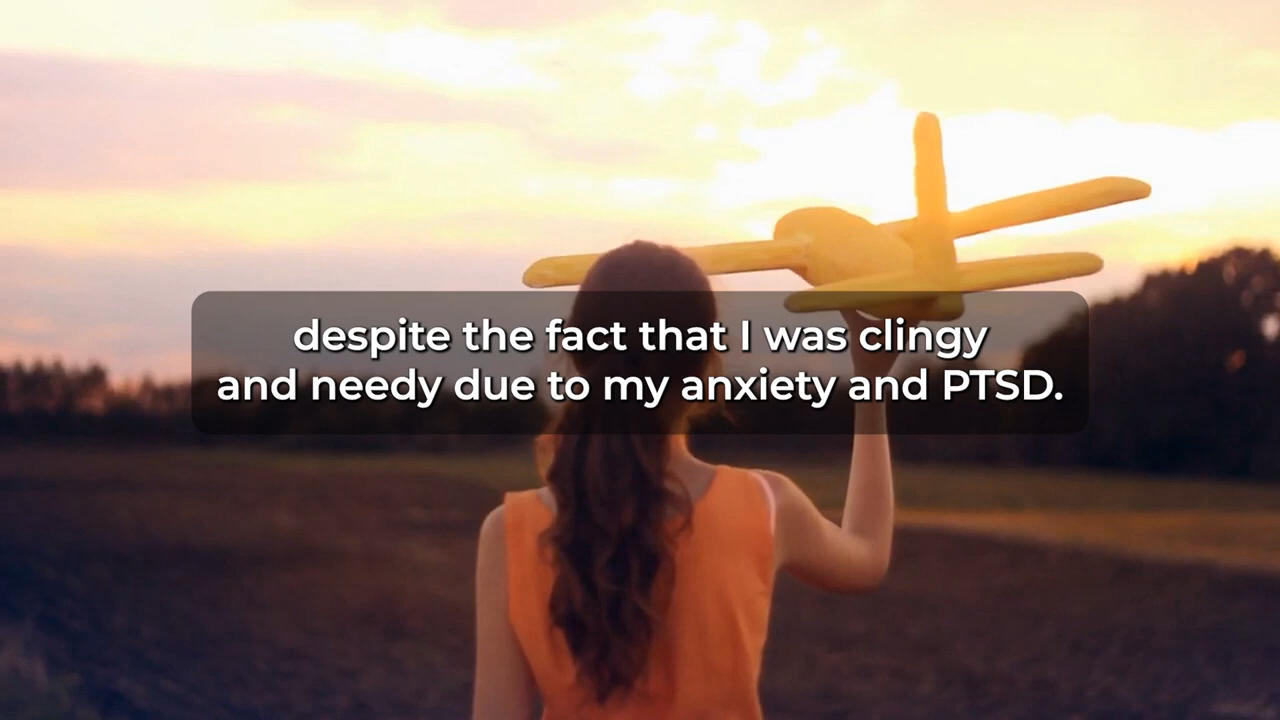 despite the fact that I was clingy
and needy due to my anxiety and PTSD.